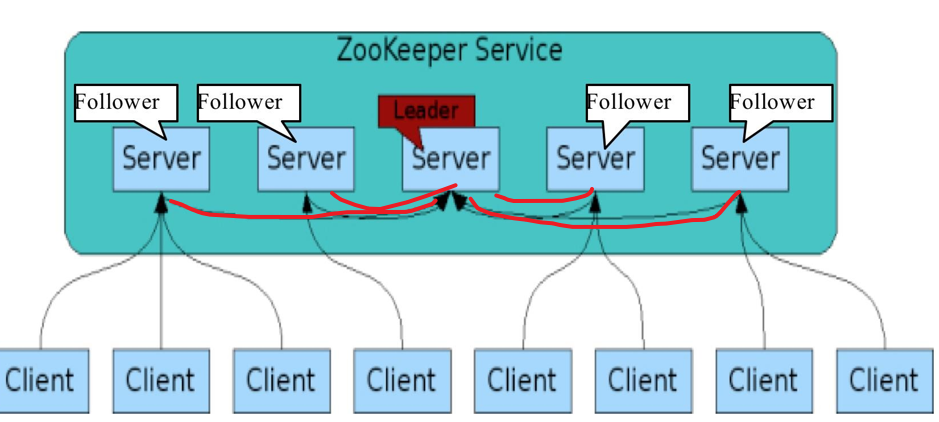 ZooKeeper Service
Follower
Follower
Leader
Follower
Follower
Server
Server
Server
Server
Server
Client
Client
Client
Client
Client
Client
Client
Client